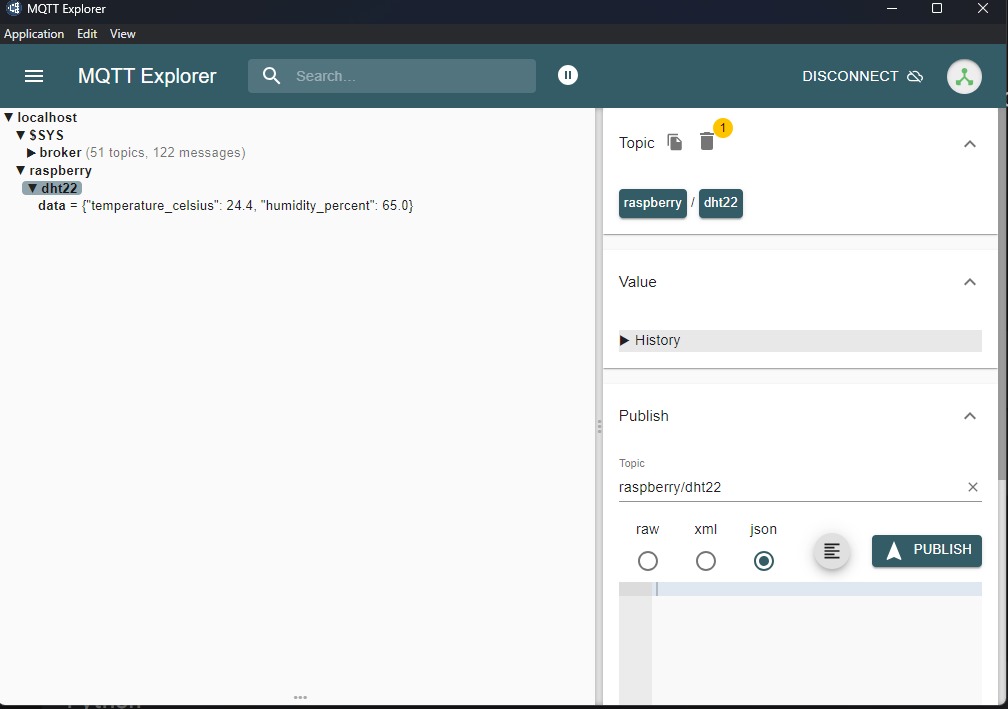 MQTT Explorer
Application Edit View
MQTT Explorer Search... DISCONNECT
▼ localhost
▼ $SYS
▶ broker (51 topics, 122 messages)
▼ raspberry
▼ dht22
data = {"temperature_celsius": 24.4, "humidity_percent": 65.0}
Topic 1
raspberry / dht22
Value
▶ History
Publish
Topic
raspberry/dht22
raw xml json
PUBLISH